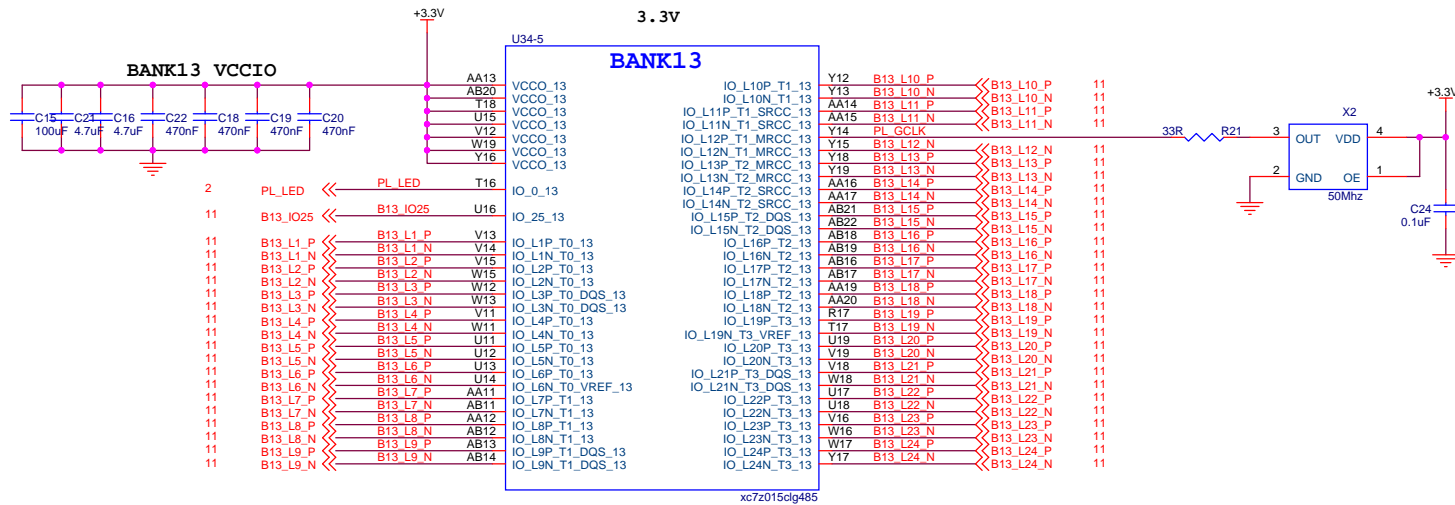 3.3V
+3.3V
U34-5
BANK13
BANK13 VCCIO
C15 100uF
C21 4.7uF
C16 4.7uF
C22 470nF
C18 470nF
C19 470nF
C20 470nF
AA13 VCCO_13
AB20 VCCO_13
T18 VCCO_13
U15 VCCO_13
V12 VCCO_13
W19 VCCO_13
Y16 VCCO_13
2 PL_LED PL_LED T16 IO_0_13
11 B13_IO25 B13_IO25 U16 IO_25_13
11 B13_L1_P B13_L1_P V13 IO_L1P_T0_13
11 B13_L1_N B13_L1_N V14 IO_L1N_T0_13
11 B13_L2_P B13_L2_P V15 IO_L2P_T0_13
11 B13_L2_N B13_L2_N W15 IO_L2N_T0_13
11 B13_L3_P B13_L3_P W12 IO_L3P_T0_DQS_13
11 B13_L3_N B13_L3_N W13 IO_L3N_T0_DQS_13
11 B13_L4_P B13_L4_P V11 IO_L4P_T0_13
11 B13_L4_N B13_L4_N W11 IO_L4N_T0_13
11 B13_L5_P B13_L5_P U11 IO_L5P_T0_13
11 B13_L5_N B13_L5_N U12 IO_L5N_T0_13
11 B13_L6_P B13_L6_P U13 IO_L6P_T0_13
11 B13_L6_N B13_L6_N U14 IO_L6N_T0_VREF_13
11 B13_L7_P B13_L7_P AA11 IO_L7P_T1_13
11 B13_L7_N B13_L7_N AB11 IO_L7N_T1_13
11 B13_L8_P B13_L8_P AA12 IO_L8P_T1_13
11 B13_L8_N B13_L8_N AB12 IO_L8N_T1_13
11 B13_L9_P B13_L9_P AB13 IO_L9P_T1_DQS_13
11 B13_L9_N B13_L9_N AB14 IO_L9N_T1_DQS_13
IO_L10P_T1_13 Y12 B13_L10_P B13_L10_P 11
IO_L10N_T1_13 Y13 B13_L10_N B13_L10_N 11
IO_L11P_T1_SRCC_13 AA14 B13_L11_P B13_L11_P 11
IO_L11N_T1_SRCC_13 AA15 B13_L11_N B13_L11_N 11
IO_L12P_T1_MRCC_13 Y14 PL_GCLK
IO_L12N_T1_MRCC_13 Y15 B13_L12_N B13_L12_N 11
IO_L13P_T2_MRCC_13 Y18 B13_L13_P B13_L13_P 11
IO_L13N_T2_MRCC_13 Y19 B13_L13_N B13_L13_N 11
IO_L14P_T2_SRCC_13 AA16 B13_L14_P B13_L14_P 11
IO_L14N_T2_SRCC_13 AA17 B13_L14_N B13_L14_N 11
IO_L15P_T2_DQS_13 AB21 B13_L15_P B13_L15_P 11
IO_L15N_T2_DQS_13 AB22 B13_L15_N B13_L15_N 11
IO_L16P_T2_13 AB18 B13_L16_P B13_L16_P 11
IO_L16N_T2_13 AB19 B13_L16_N B13_L16_N 11
IO_L17P_T2_13 AB16 B13_L17_P B13_L17_P 11
IO_L17N_T2_13 AB17 B13_L17_N B13_L17_N 11
IO_L18P_T2_13 AA19 B13_L18_P B13_L18_P 11
IO_L18N_T2_13 AA20 B13_L18_N B13_L18_N 11
IO_L19P_T3_13 R17 B13_L19_P B13_L19_P 11
IO_L19N_T3_VREF_13 T17 B13_L19_N B13_L19_N 11
IO_L20P_T3_13 U19 B13_L20_P B13_L20_P 11
IO_L20N_T3_13 V19 B13_L20_N B13_L20_N 11
IO_L21P_T3_DQS_13 V18 B13_L21_P B13_L21_P 11
IO_L21N_T3_DQS_13 W18 B13_L21_N B13_L21_N 11
IO_L22P_T3_13 U17 B13_L22_P B13_L22_P 11
IO_L22N_T3_13 U18 B13_L22_N B13_L22_N 11
IO_L23P_T3_13 V16 B13_L23_P B13_L23_P 11
IO_L23N_T3_13 W16 B13_L23_N B13_L23_N 11
IO_L24P_T3_13 W17 B13_L24_P B13_L24_P 11
IO_L24N_T3_13 Y17 B13_L24_N B13_L24_N 11
xc7z015clg485
+3.3V
X2
33R R21 3 OUT VDD 4
2 GND OE 1
50Mhz
C24
0.1uF